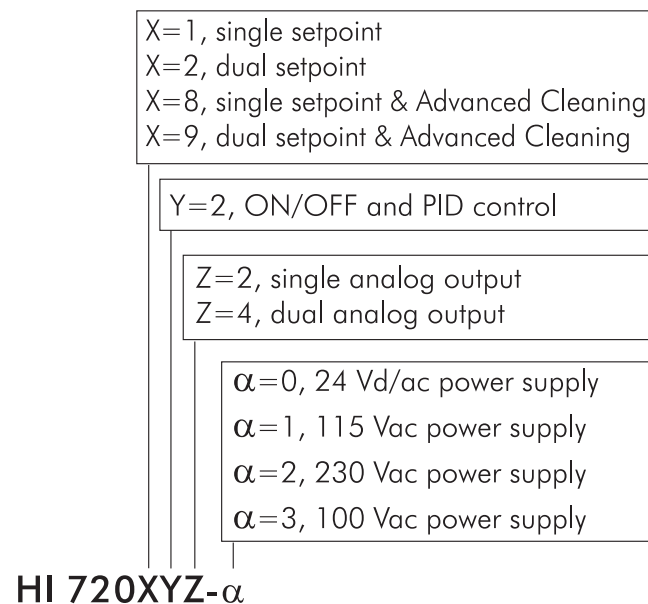 X=1, single setpoint
X=2, dual setpoint
X=8, single setpoint & Advanced Cleaning
X=9, dual setpoint & Advanced Cleaning
Y=2, ON/OFF and PID control
Z=2, single analog output
Z=4, dual analog output
α=0, 24 Vd/ac power supply
α=1, 115 Vac power supply
α=2, 230 Vac power supply
α=3, 100 Vac power supply
HI 720XYZ-α